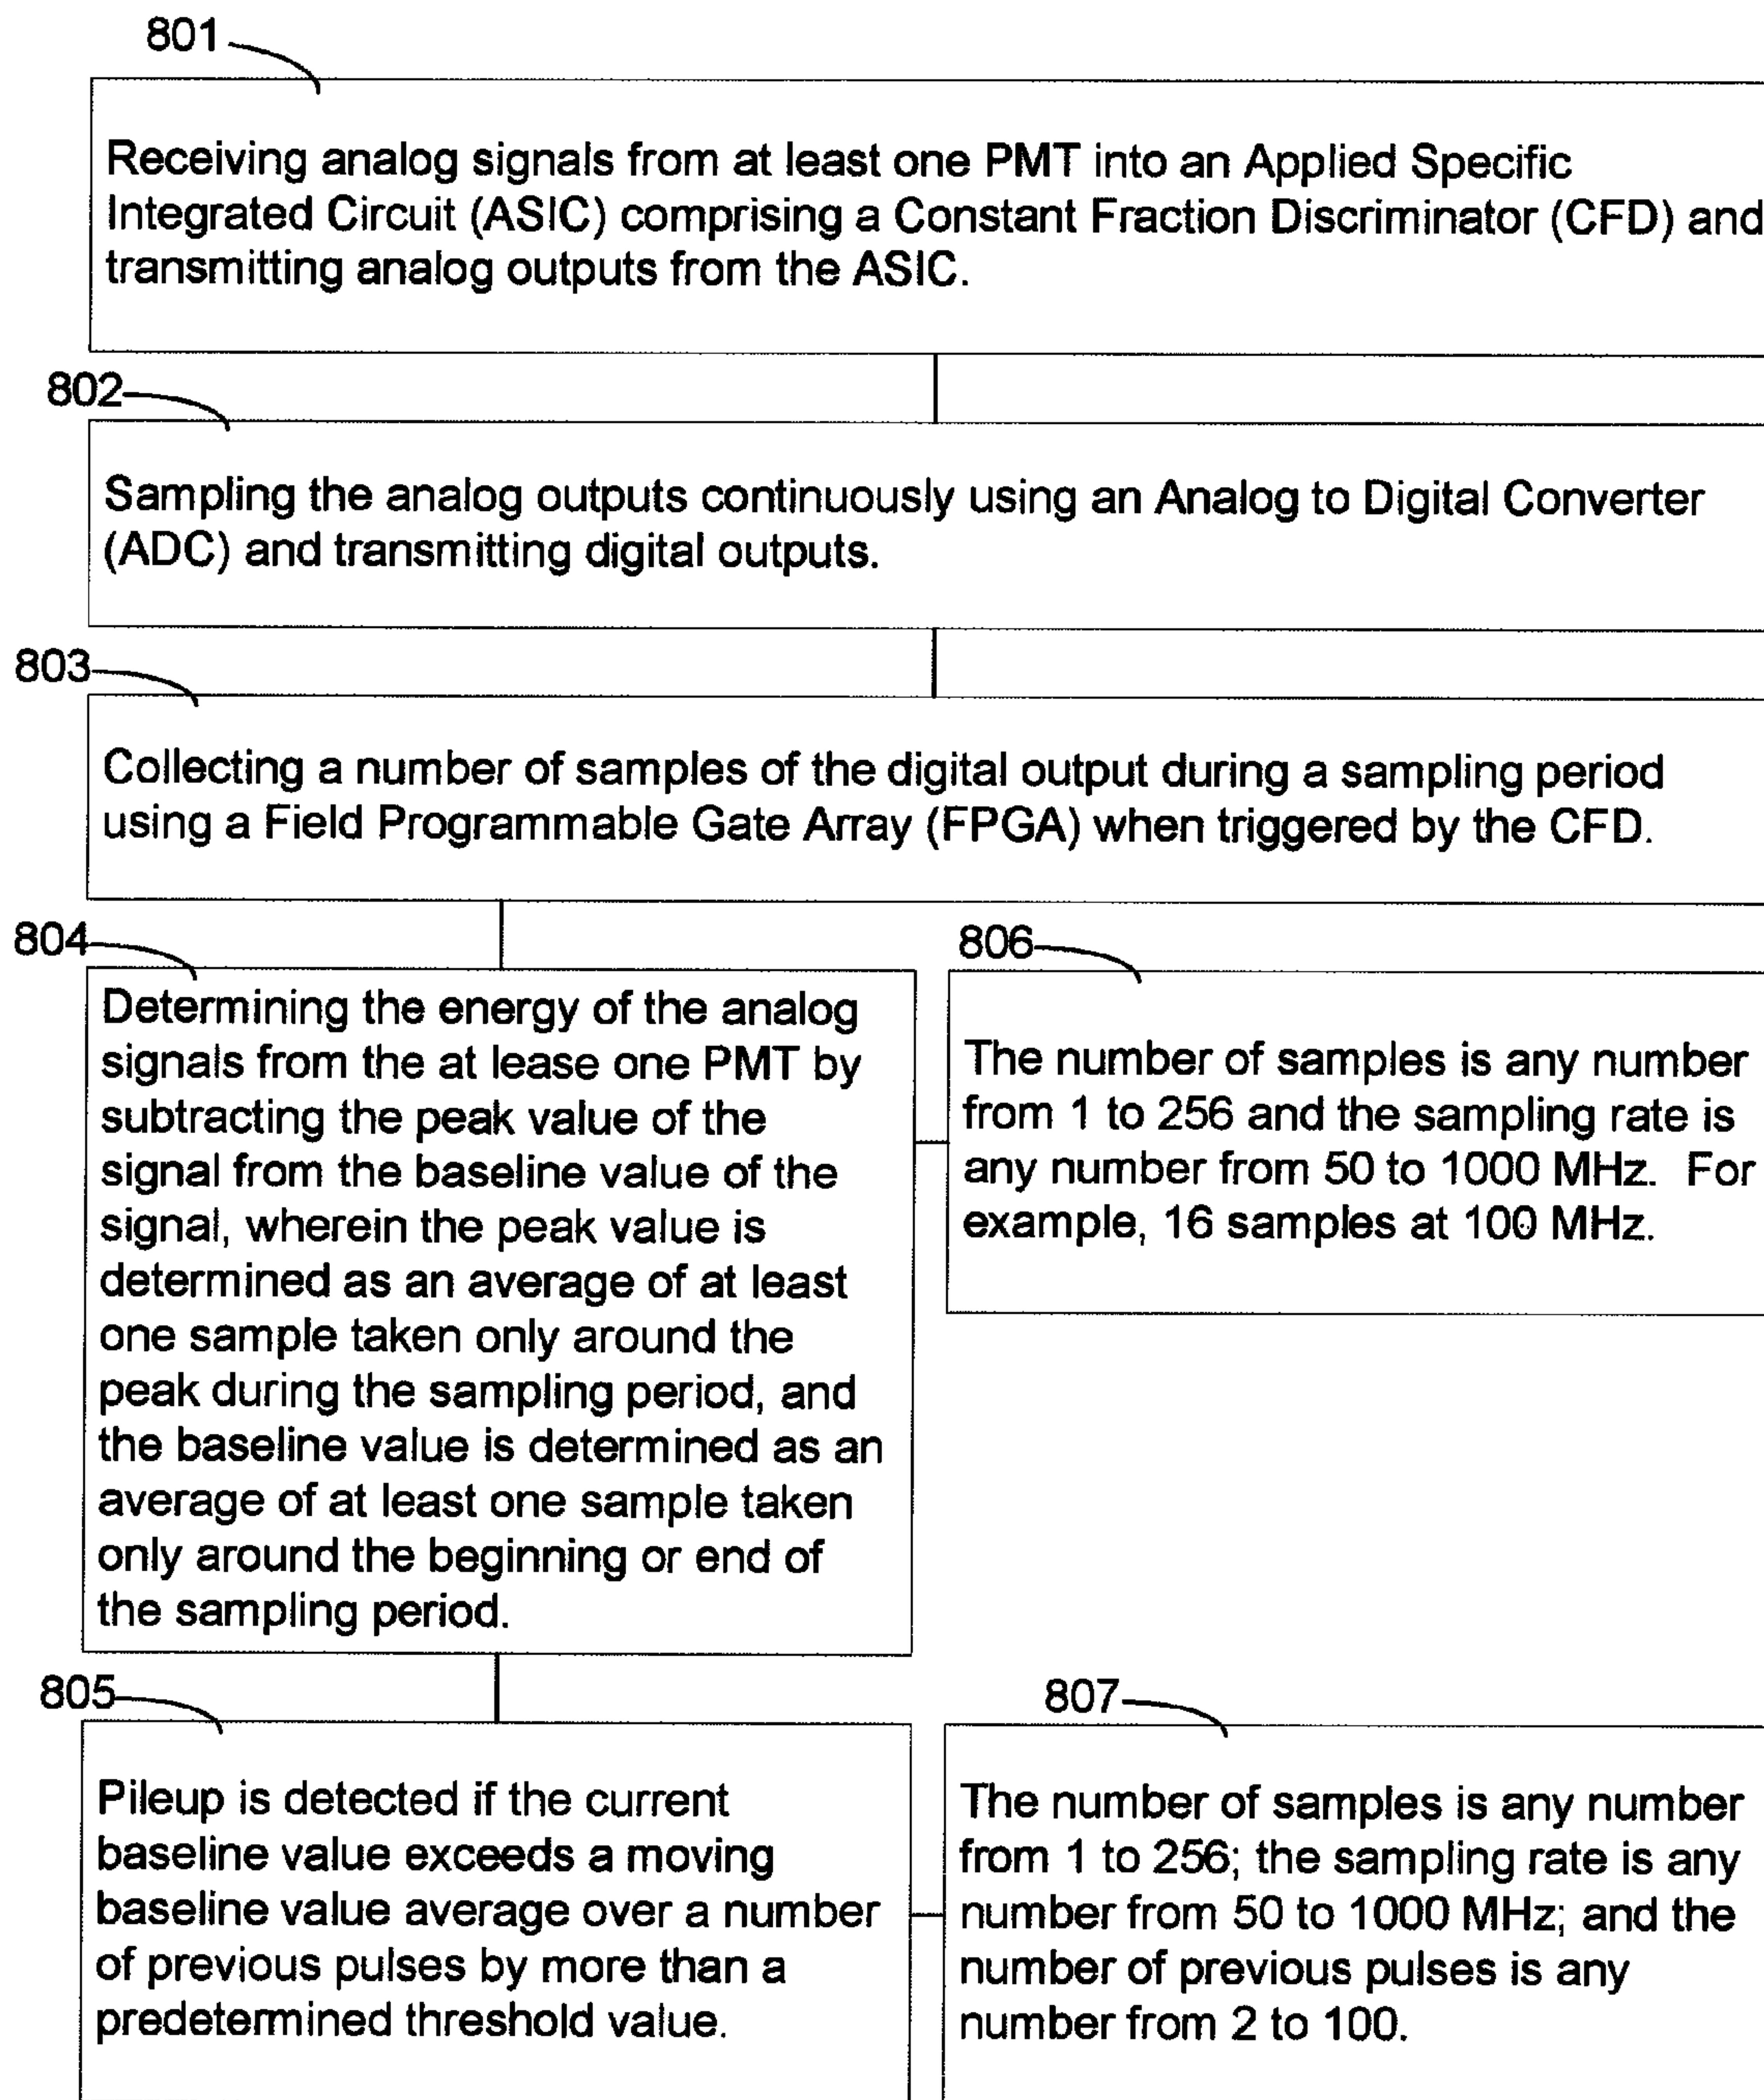 801
Receiving analog signals from at least one PMT into an Applied Specific
Integrated Circuit (ASIC) comprising a Constant Fraction Discriminator (CFD) and
transmitting analog outputs from the ASIC.
802
Sampling the analog outputs continuously using an Analog to Digital Converter
(ADC) and transmitting digital outputs.
803
Collecting a number of samples of the digital output during a sampling period
using a Field Programmable Gate Array (FPGA) when triggered by the CFD.
804
Determining the energy of the analog
signals from the at lease one PMT by
subtracting the peak value of the
signal from the baseline value of the
signal, wherein the peak value is
determined as an average of at least
one sample taken only around the
peak during the sampling period, and
the baseline value is determined as an
average of at least one sample taken
only around the beginning or end of
the sampling period.
806
The number of samples is any number
from 1 to 256 and the sampling rate is
any number from 50 to 1000 MHz. For
example, 16 samples at 100 MHz.
805
Pileup is detected if the current
baseline value exceeds a moving
baseline value average over a number
of previous pulses by more than a
predetermined threshold value.
807
The number of samples is any number
from 1 to 256; the sampling rate is any
number from 50 to 1000 MHz; and the
number of previous pulses is any
number from 2 to 100.